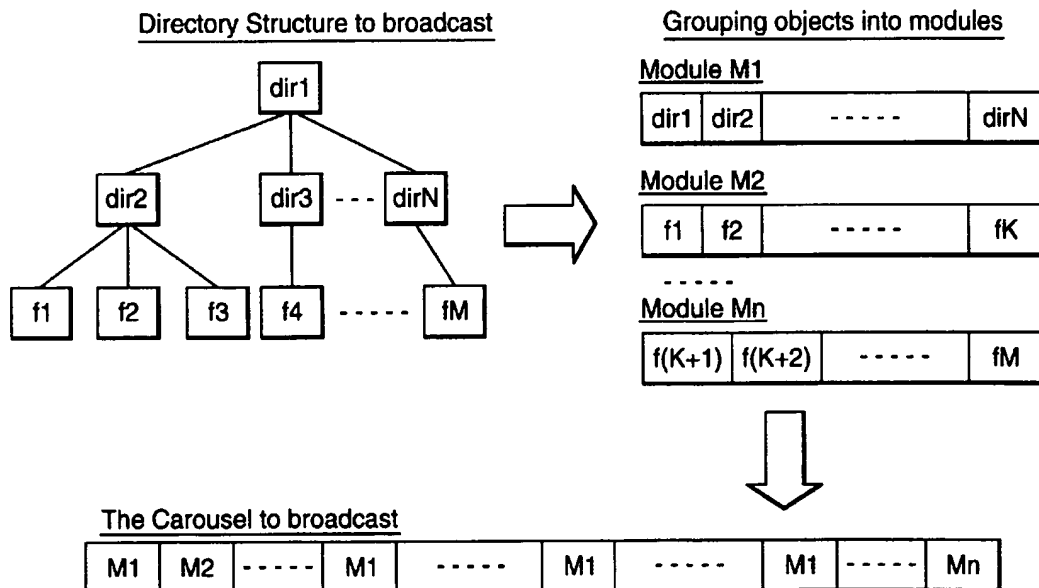 Directory Structure to broadcast
dir1
dir2 dir3 ---- dirN
f1 f2 f3 f4 ----- fM
Grouping objects into modules
Module M1
dir1 dir2 ----- dirN
Module M2
f1 f2 ----- fK
-----
Module Mn
f(K+1) f(K+2) ----- fM
The Carousel to broadcast
M1 M2 ----- M1 ----- M1 ----- M1 ----- Mn